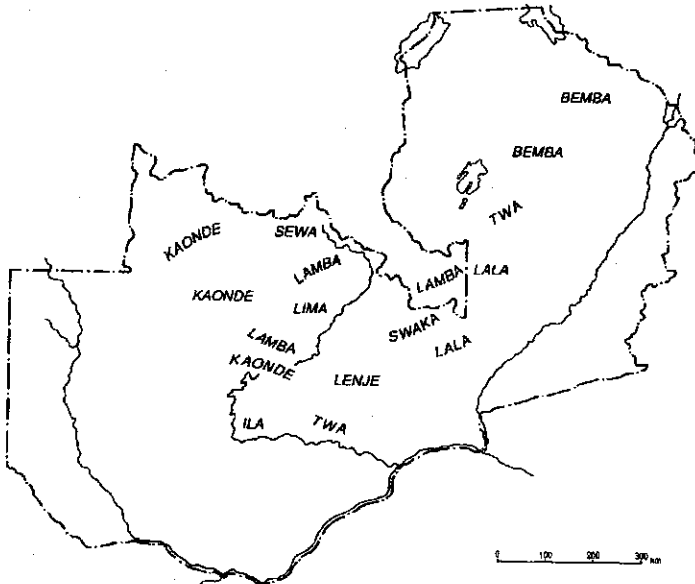 BEMBA
BEMBA
TWA
KAONDE
SEWA
LAMBA
LAMBA
LALA
KAONDE
LIMA
SWAKA
LAMBA
LALA
KAONDE
LENJE
ILA
TWA
0 100 200 300 km